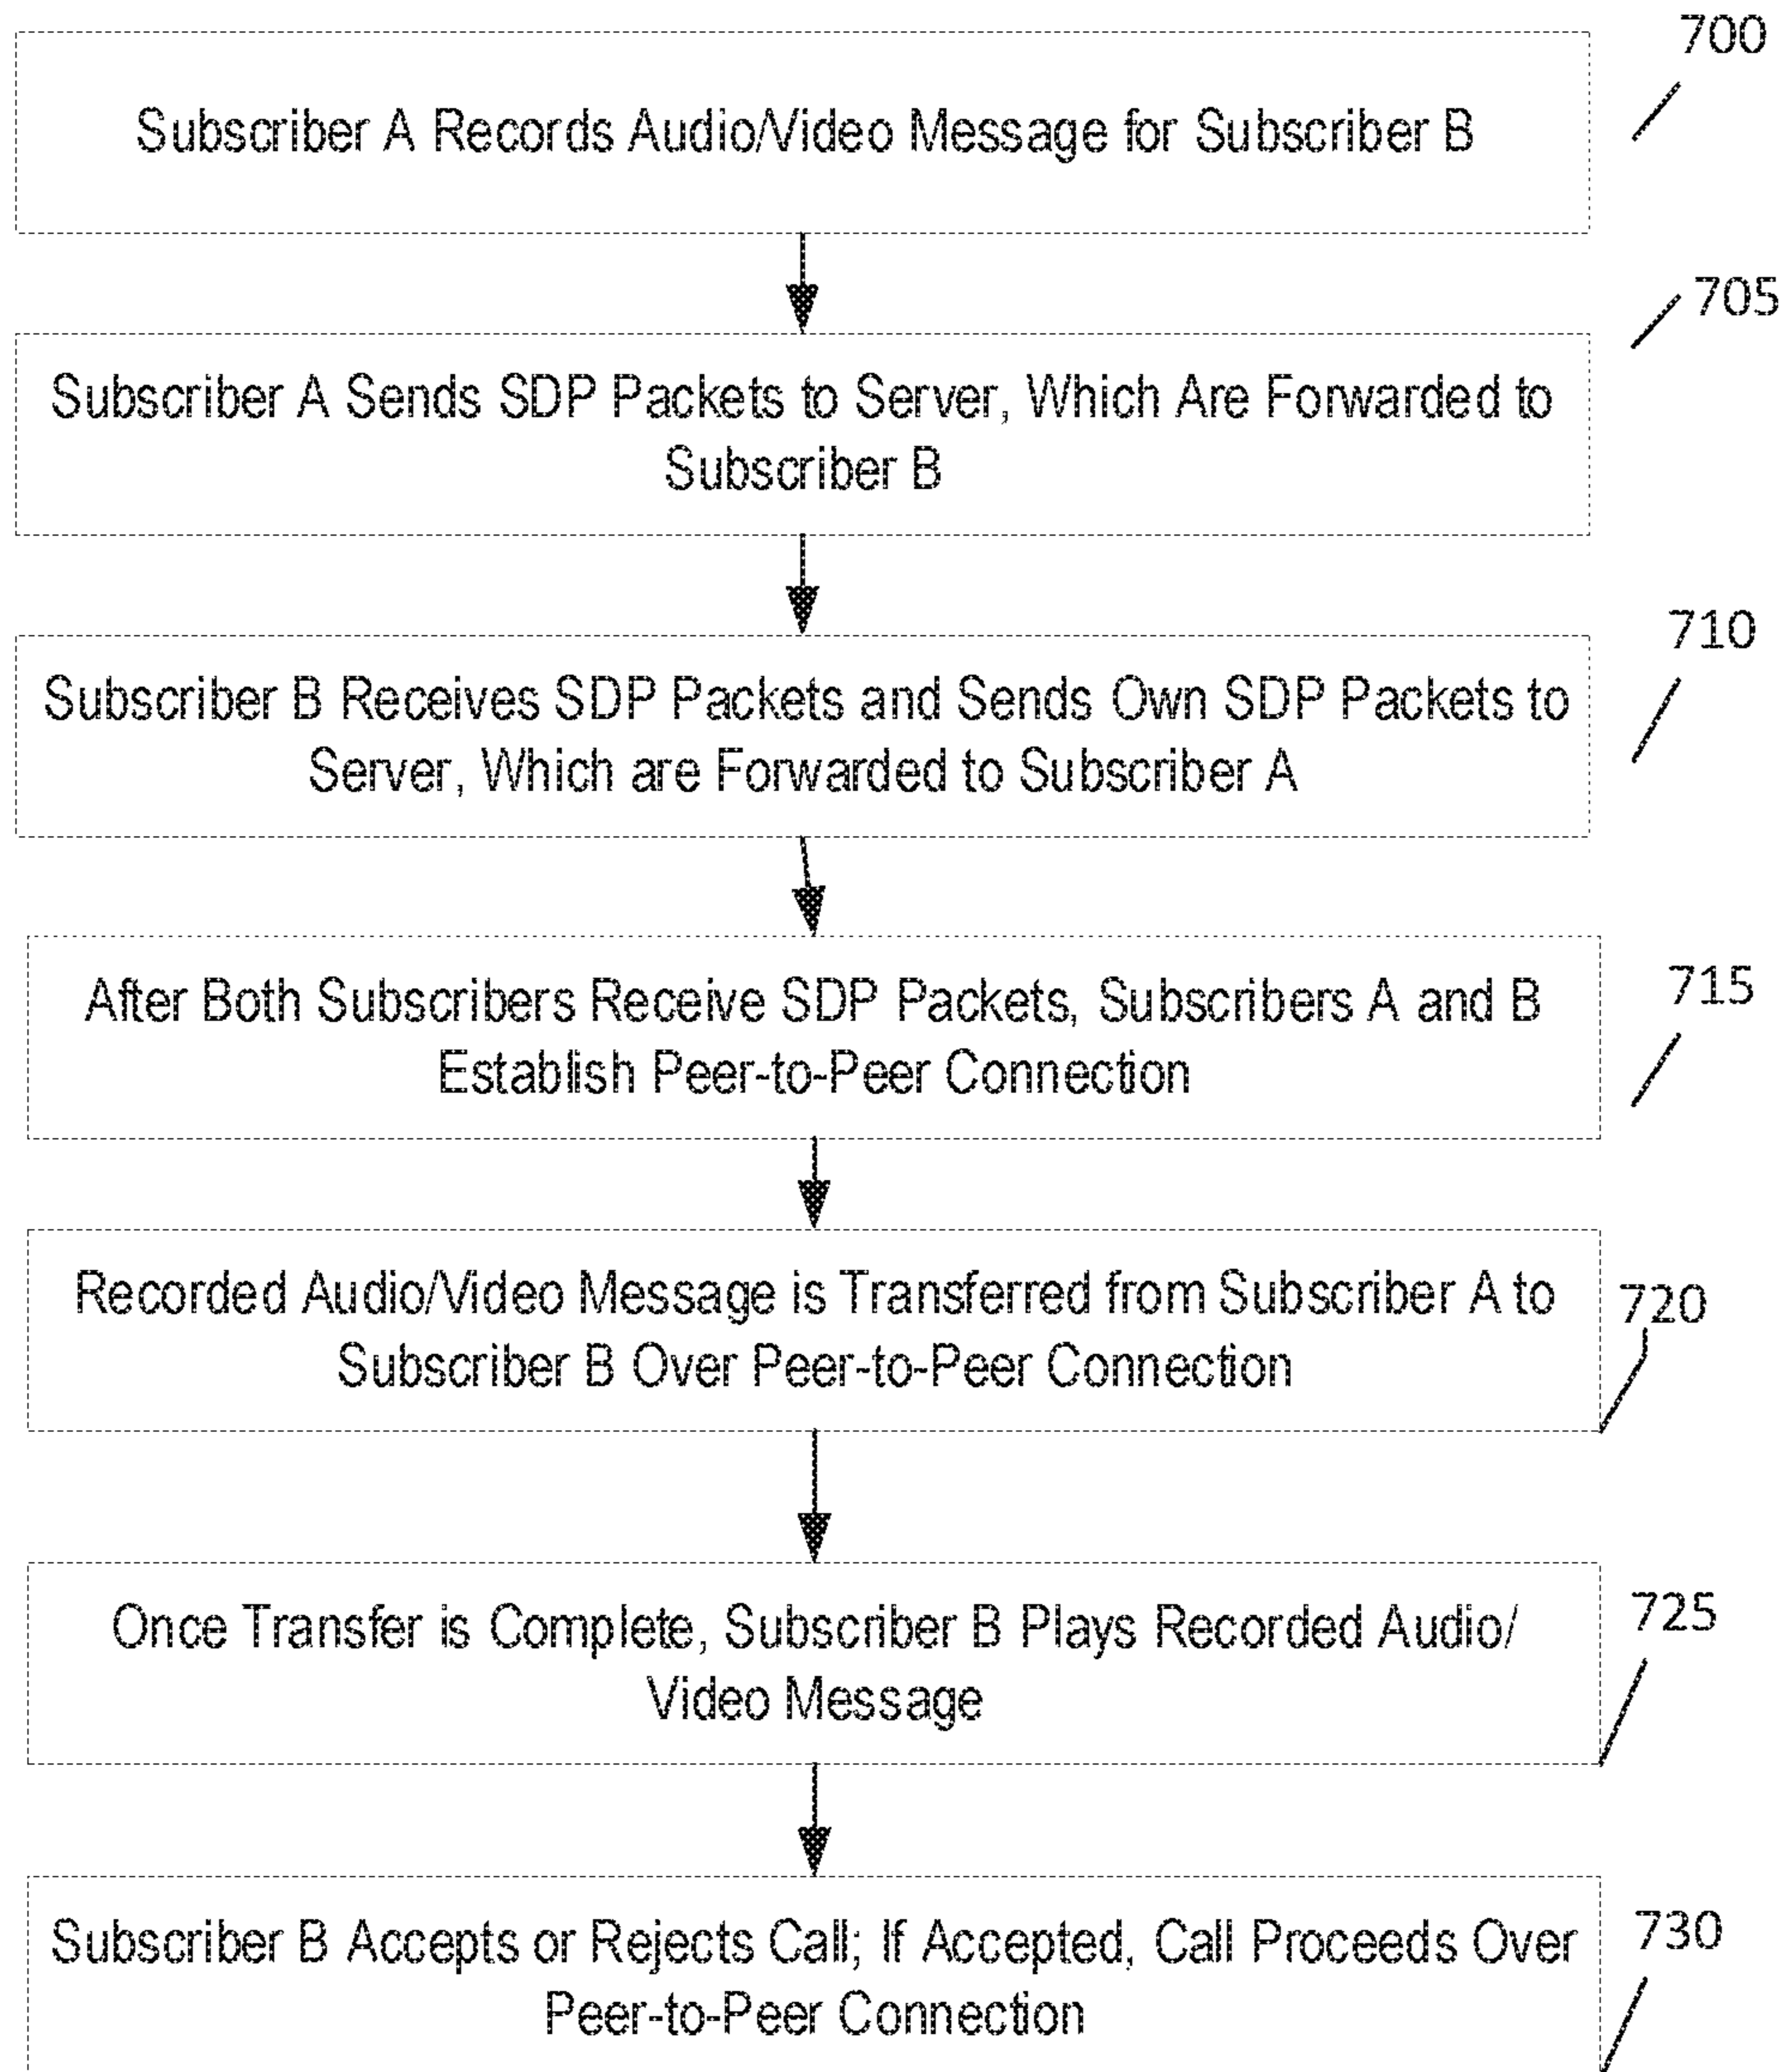 700
Subscriber A Records Audio/Video Message for Subscriber B
705
Subscriber A Sends SDP Packets to Server, Which Are Forwarded to
Subscriber B
710
Subscriber B Receives SDP Packets and Sends Own SDP Packets to
Server, Which are Forwarded to Subscriber A
715
After Both Subscribers Receive SDP Packets, Subscribers A and B
Establish Peer-to-Peer Connection
720
Recorded Audio/Video Message is Transferred from Subscriber A to
Subscriber B Over Peer-to-Peer Connection
725
Once Transfer is Complete, Subscriber B Plays Recorded Audio/
Video Message
730
Subscriber B Accepts or Rejects Call; If Accepted, Call Proceeds Over
Peer-to-Peer Connection